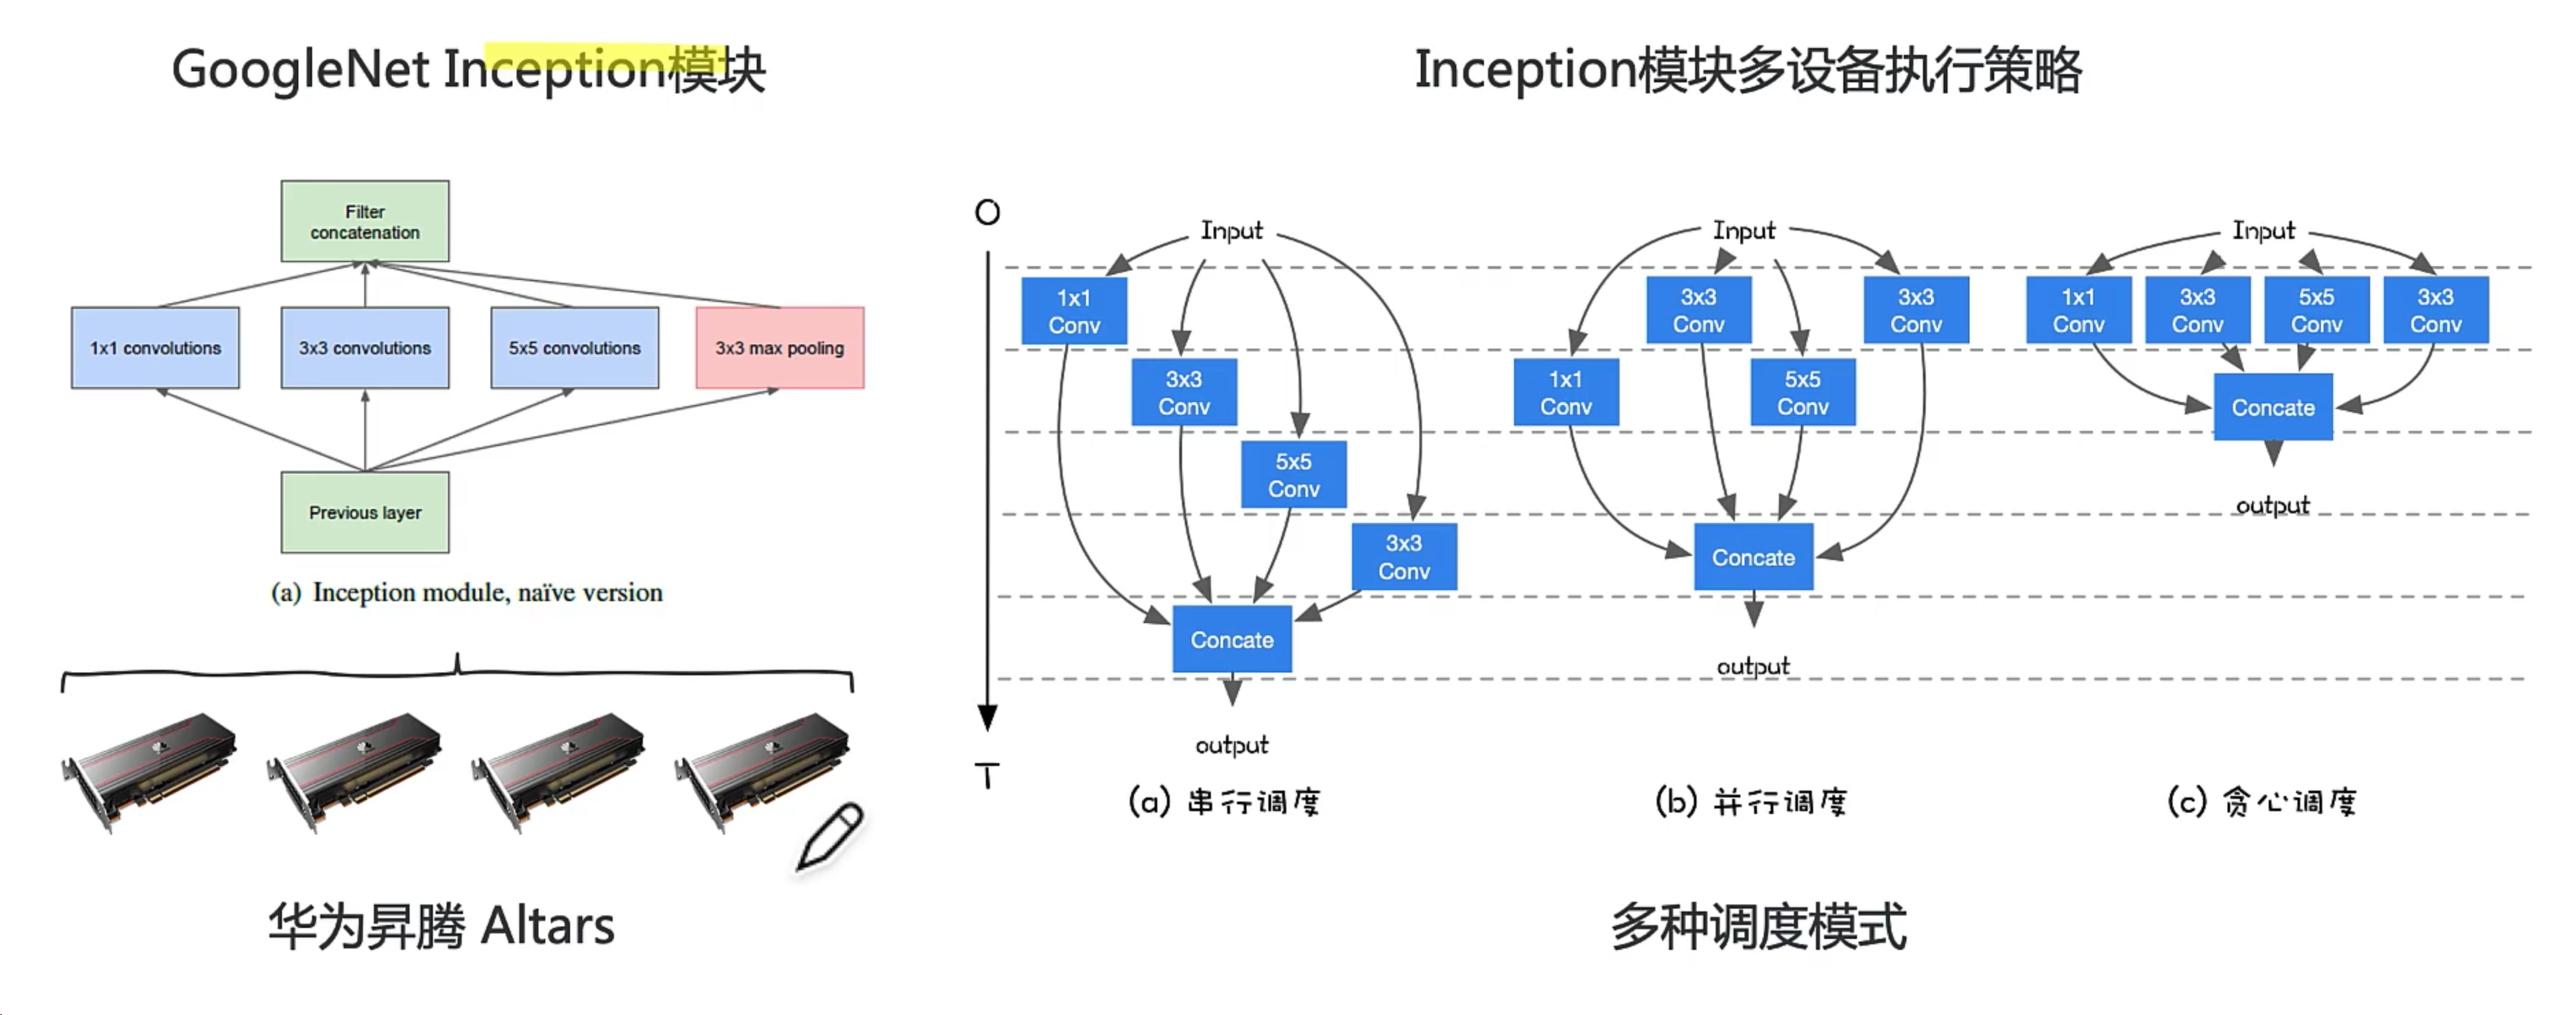 GoogleNet Inception模块
Inception模块多设备执行策略
Filter
concatenation
1x1 convolutions
3x3 convolutions
5x5 convolutions
3x3 max pooling
Previous layer
(a) Inception module, naïve version
华为昇腾 Altars
O
T
Input
1x1
Conv
3x3
Conv
5x5
Conv
3x3
Conv
Concate
output
(a) 串行调度
Input
3x3
Conv
3x3
Conv
1x1
Conv
5x5
Conv
Concate
output
(b) 并行调度
Input
1x1
Conv
3x3
Conv
5x5
Conv
3x3
Conv
Concate
output
(c) 贪心调度
多种调度模式